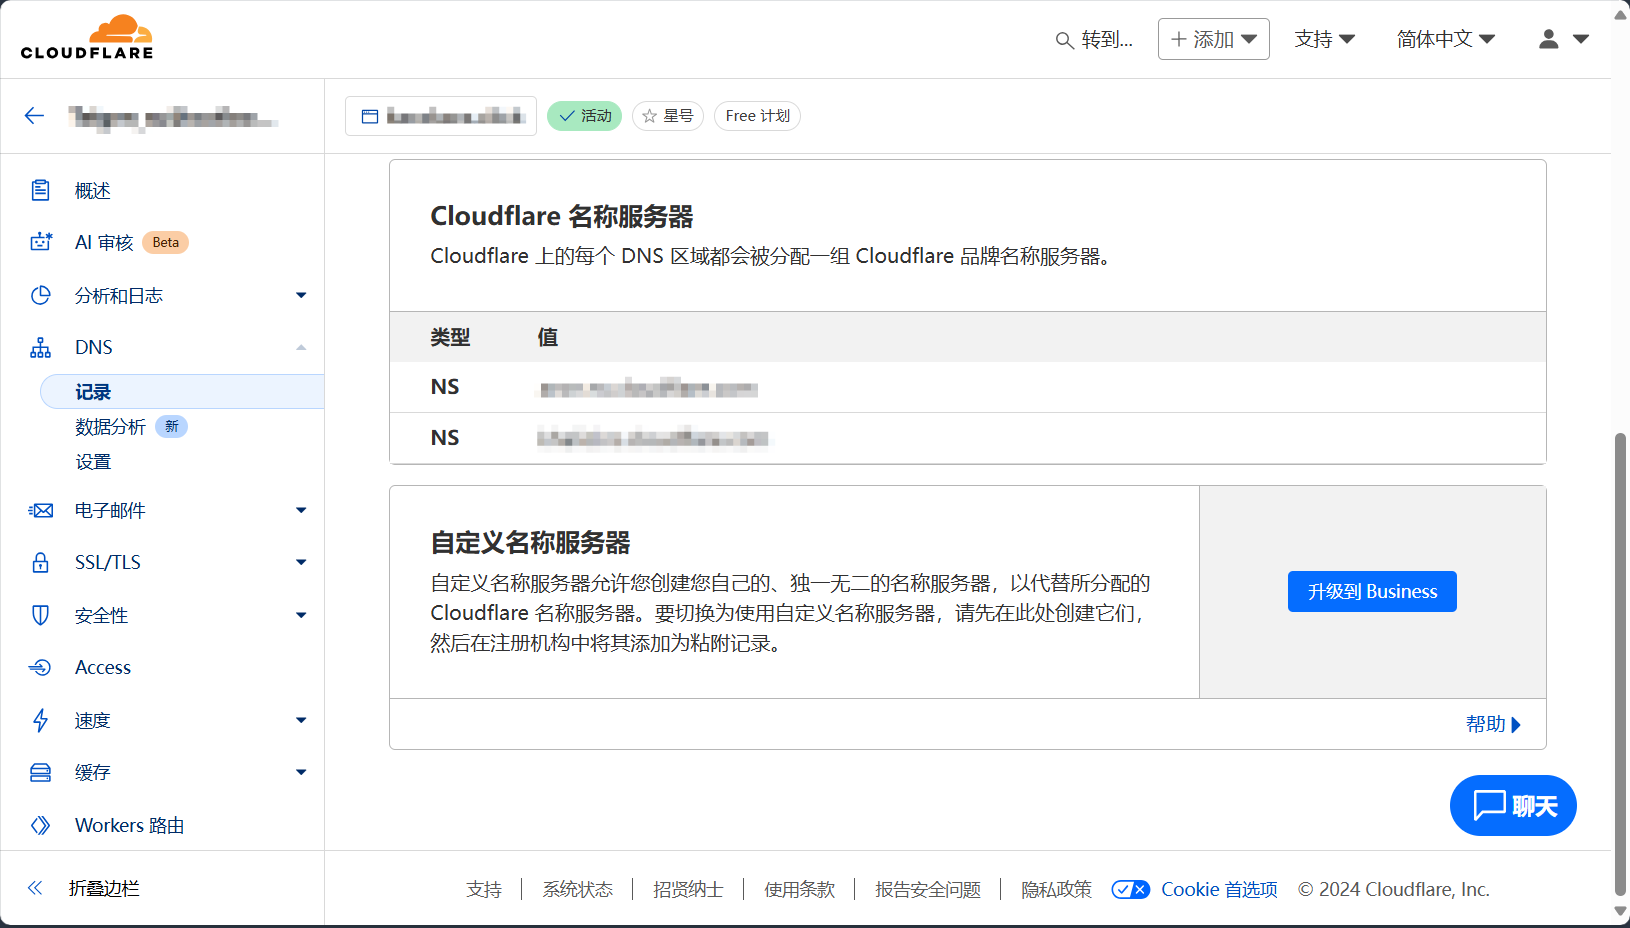 CLOUDFLARE
转到...
添加
支持
简体中文
活动
星号
Free 计划
概述
AI 审核 Beta
分析和日志
DNS
记录
数据分析 新
设置
电子邮件
SSL/TLS
安全性
Access
速度
缓存
Workers 路由
折叠边栏
Cloudflare 名称服务器
Cloudflare 上的每个 DNS 区域都会被分配一组 Cloudflare 品牌名称服务器。
类型 值
NS
NS
自定义名称服务器
自定义名称服务器允许您创建您自己的、独一无二的名称服务器，以代替所分配的
Cloudflare 名称服务器。要切换为使用自定义名称服务器，请先在此处创建它们，
然后在注册机构中将其添加为粘附记录。
升级到 Business
帮助
聊天
支持
系统状态
招贤纳士
使用条款
报告安全问题
隐私政策
Cookie 首选项
© 2024 Cloudflare, Inc.